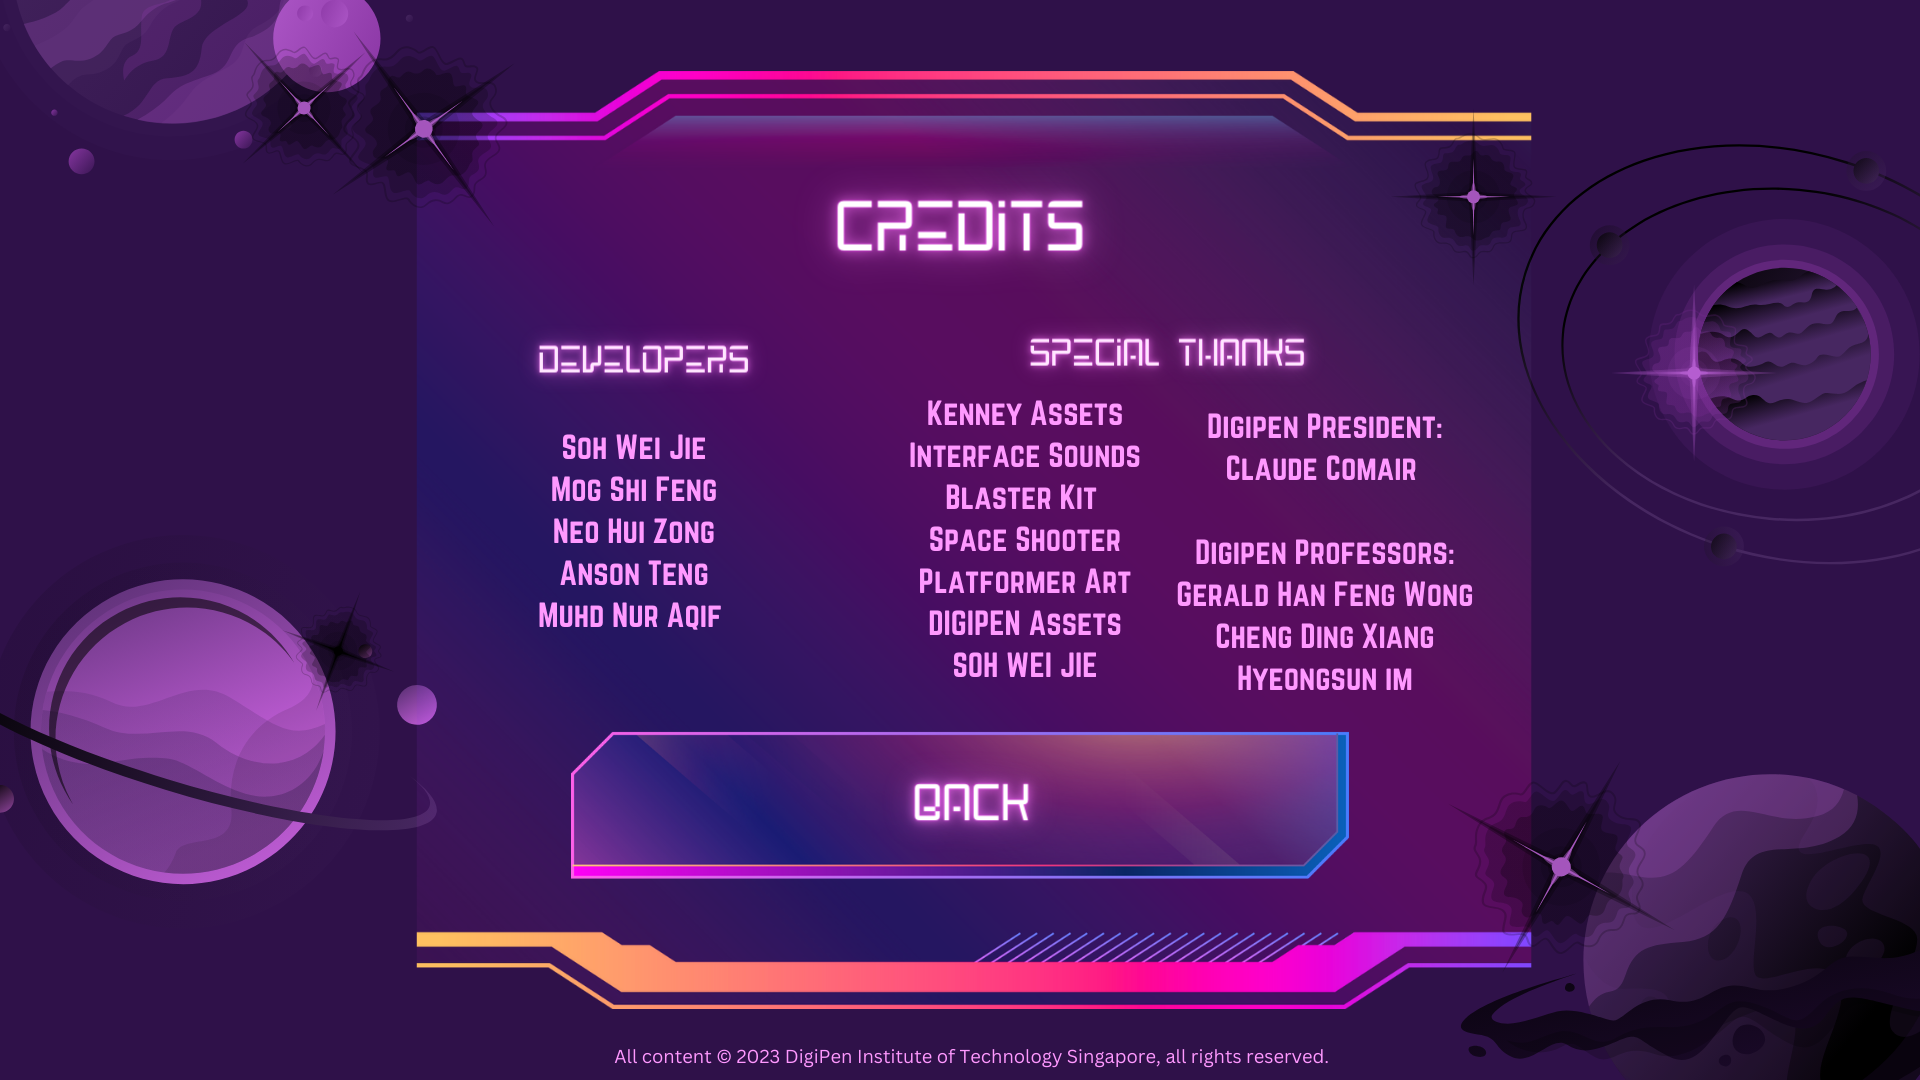 CREDiTS
DEVELOPERS
Soh Wei Jie
Mog Shi Feng
Neo Hui Zong
Anson Teng
Muhd Nur Aqif
SPECiAL THANKS
Kenney Assets
Interface Sounds
Blaster Kit
Space Shooter
Platformer Art
DIGIPEN Assets
SOH WEI JIE
Digipen President:
Claude Comair
Digipen Professors:
Gerald Han Feng Wong
Cheng Ding Xiang
Hyeongsun im
BACK
All content © 2023 DigiPen Institute of Technology Singapore, all rights reserved.